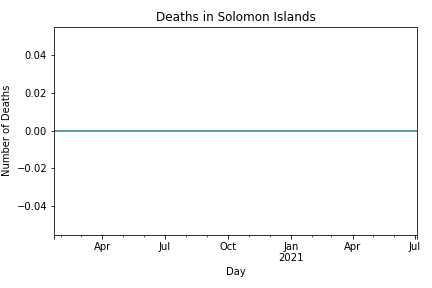 Deaths in Solomon Islands
0.04
0.02
0.00
−0.02
−0.04
Number of Deaths
Apr
Jul
Oct
Jan
2021
Apr
Jul
Day